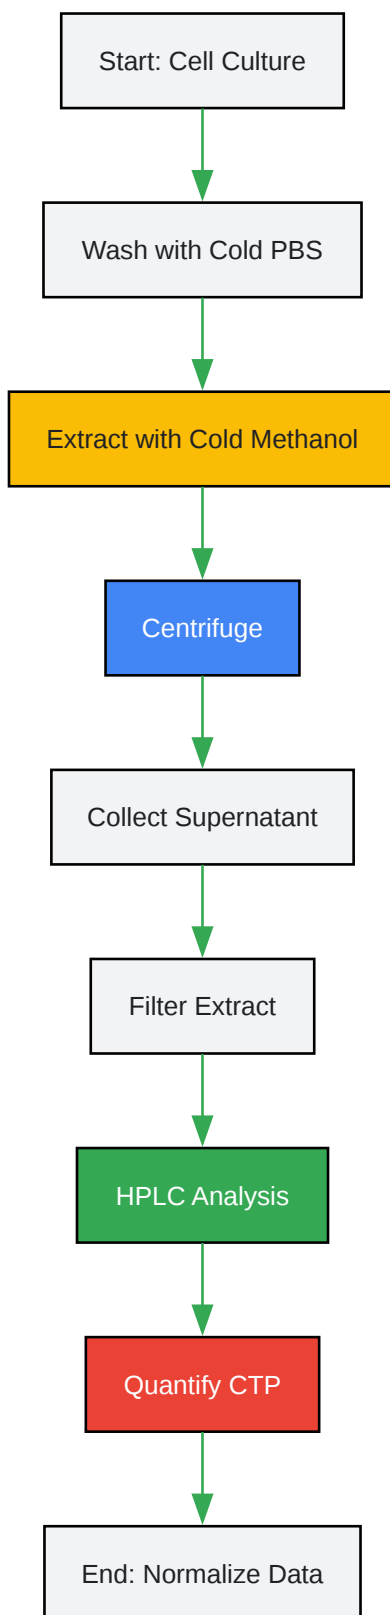 Start: Cell Culture
Wash with Cold PBS
Extract with Cold Methanol
Centrifuge
Collect Supernatant
Filter Extract
HPLC Analysis
Quantify CTP
End: Normalize Data